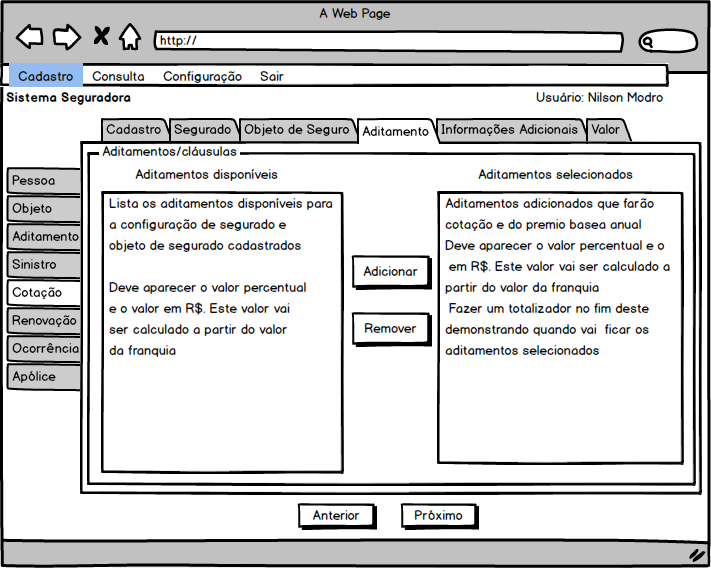 A Web Page
http://
Cadastro Consulta Configuração Sair
Sistema Seguradora
Usuário: Nilson Modro
Cadastro Segurado Objeto de Seguro Aditamento Informações Adicionais Valor
Pessoa
Objeto
Aditamento
Sinistro
Cotação
Renovação
Ocorrência
Apólice
Aditamentos/cláusulas
Aditamentos disponíveis
Lista os aditamentos disponíveis para
a configuração de segurado e
objeto de segurado cadastrados
Deve aparecer o valor percentual
e o valor em R$. Este valor vai
ser calculado a partir do valor
da franquia
Adicionar
Remover
Aditamentos selecionados
Aditamentos adicionados que farão
cotação e do premio basea anual
Deve aparecer o valor percentual e o
em R$. Este valor vai ser calculado a
partir do valor da franquia
Fazer um totalizador no fim deste
demonstrando quando vai ficar os
aditamentos selecionados
Anterior
Próximo